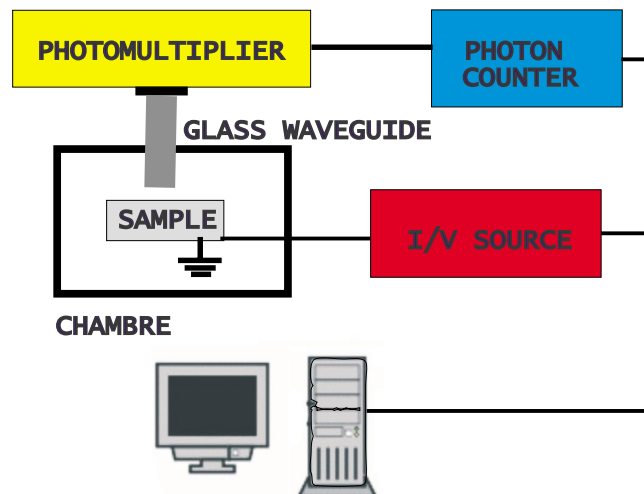 PHOTOMULTIPLIER
PHOTON
COUNTER
GLASS WAVEGUIDE
SAMPLE
I/V SOURCE
CHAMBRE